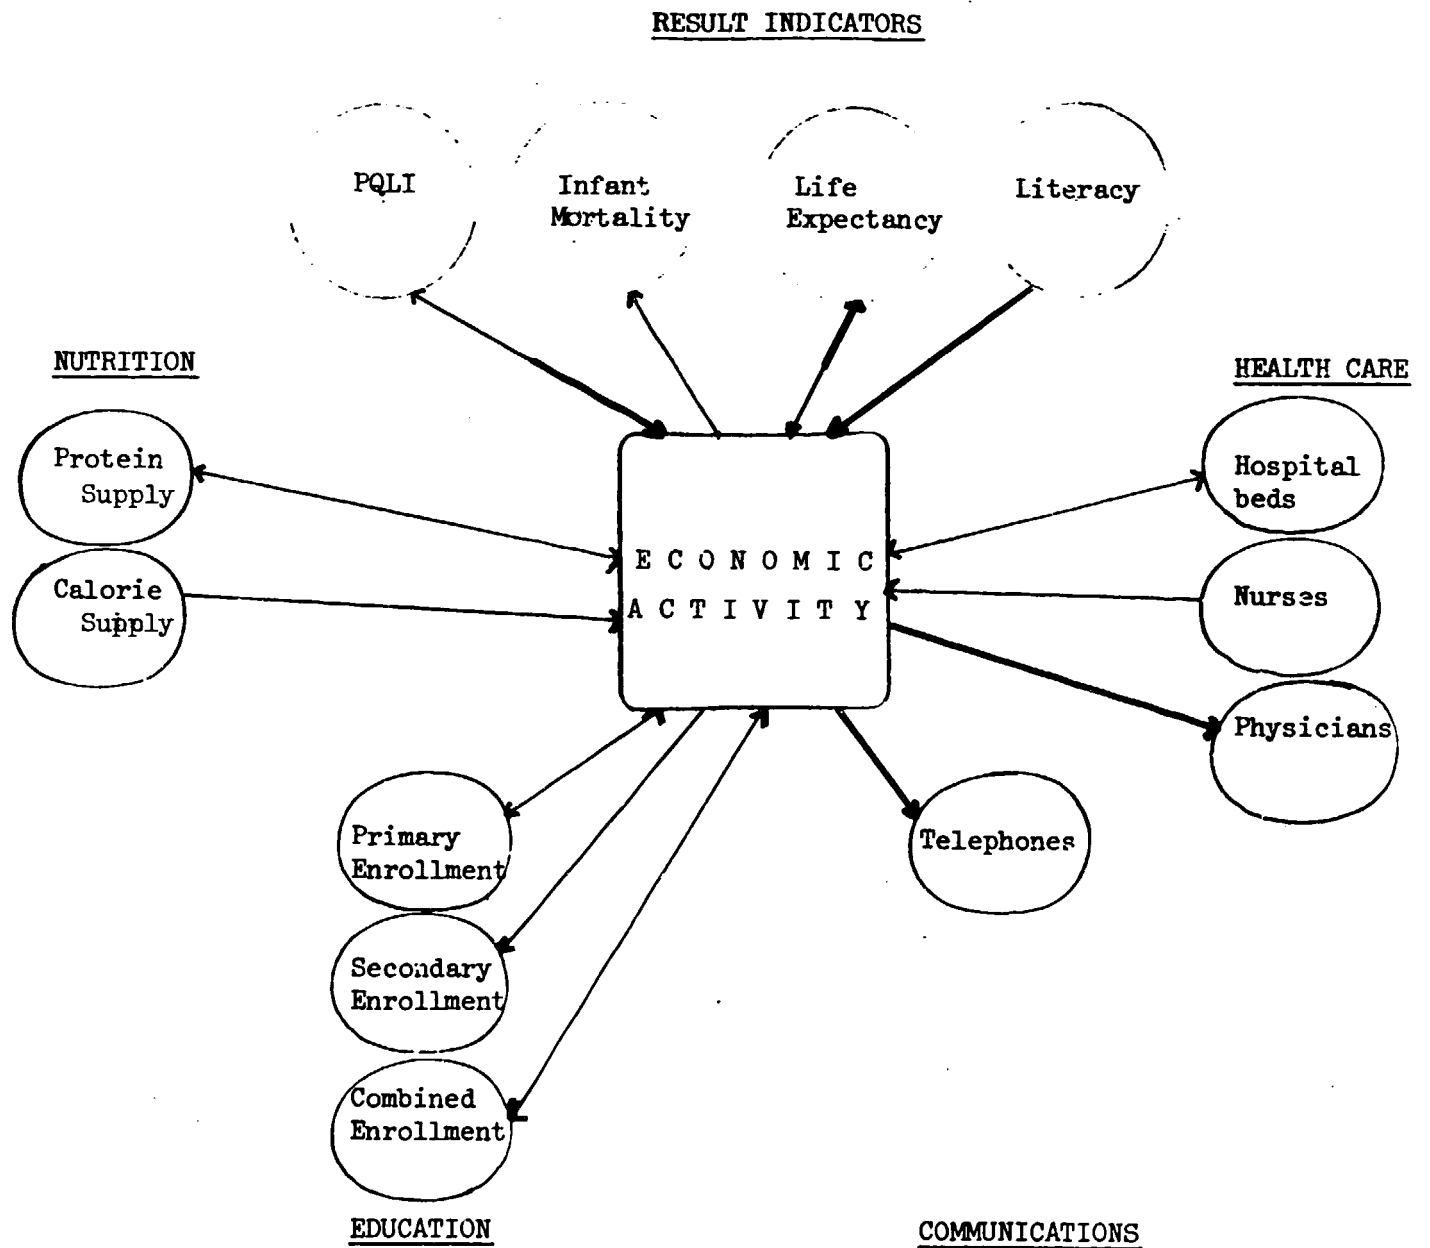 RESULT INDICATORS
PQLI
Infant
Mortality
Life
Expectancy
Literacy
NUTRITION
HEALTH CARE
Protein
Supply
Calorie
Supply
Hospital
beds
Nurses
Physicians
E C O N O M I C
A C T I V I T Y
Primary
Enrollment
Secondary
Enrollment
Combined
Enrollment
Telephones
EDUCATION
COMMUNICATIONS